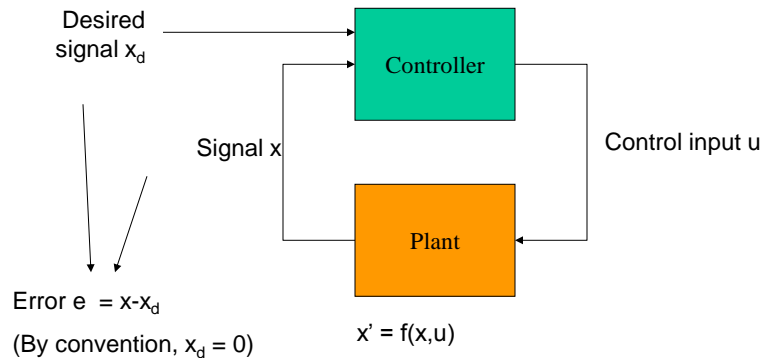 Desired
signal x_d
Controller
Signal x
Control input u
Plant
Error e = x-x_d
(By convention, x_d = 0)
x' = f(x,u)